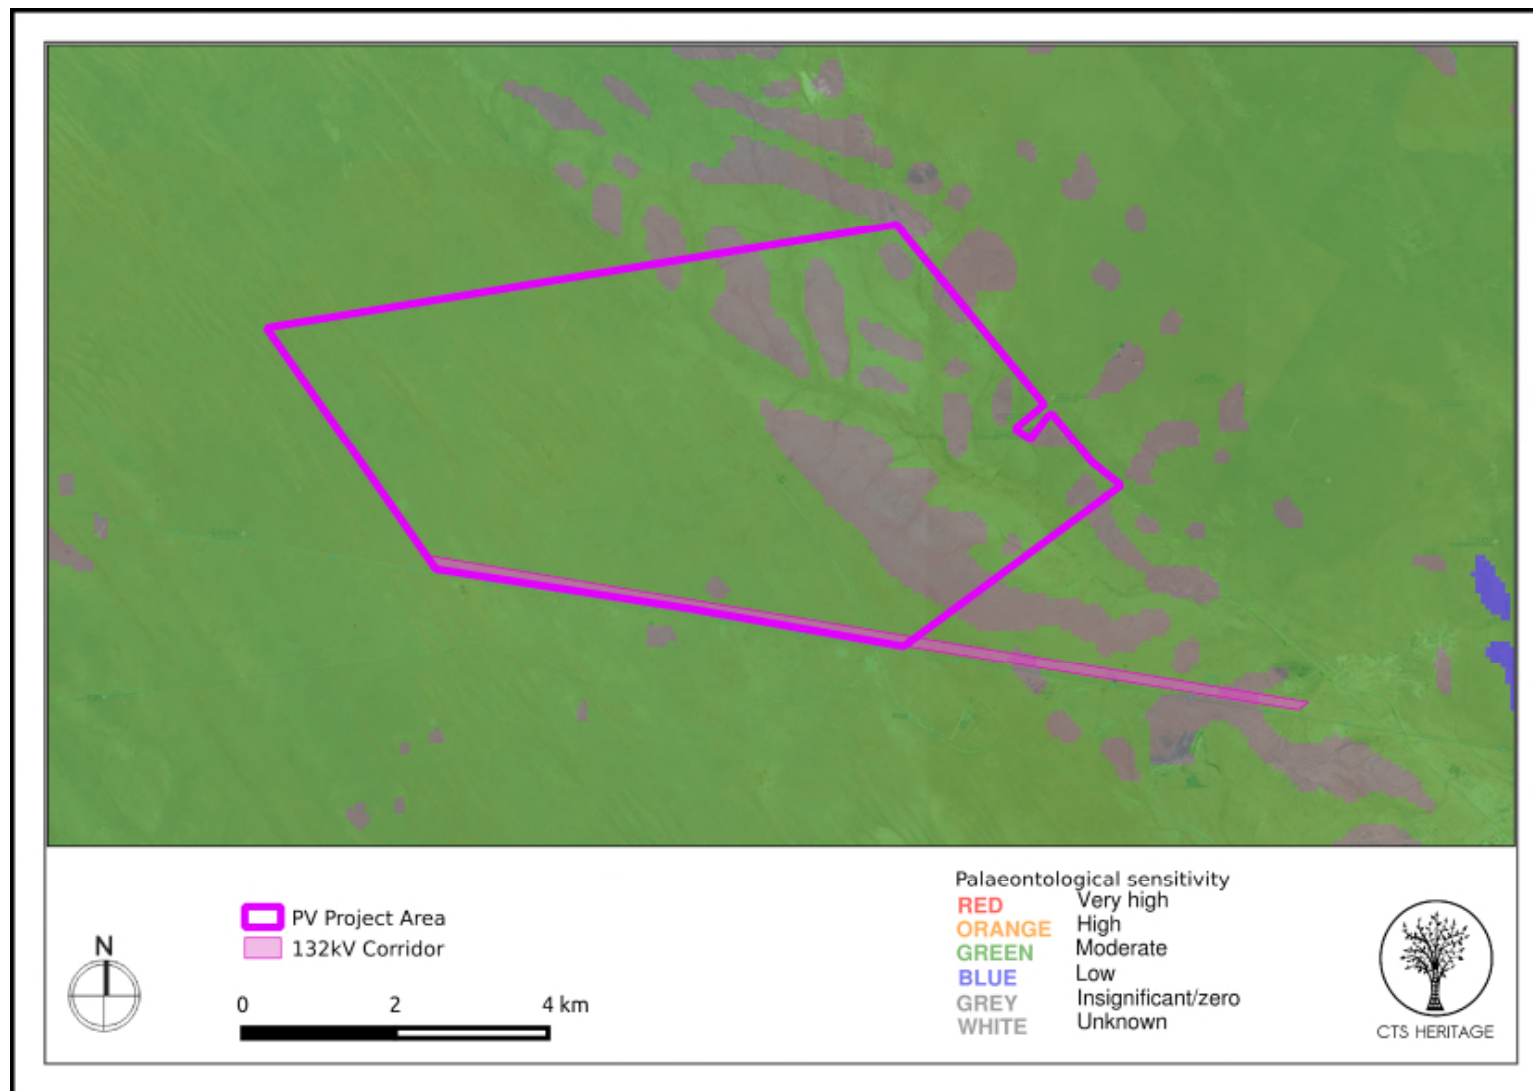 PV Project Area
132kV Corridor
N
0 2 4 km
Palaeontological sensitivity
RED Very high
ORANGE High
GREEN Moderate
BLUE Low
GREY Insignificant/zero
WHITE Unknown
CTS HERITAGE